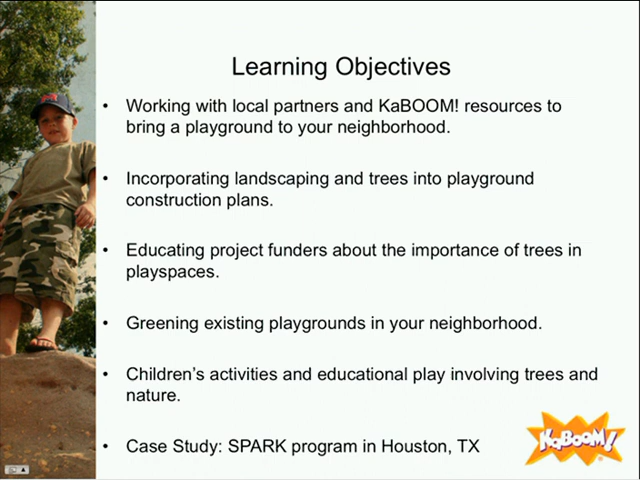 Learning Objectives
• Working with local partners and KaBOOM! resources to
bring a playground to your neighborhood.
• Incorporating landscaping and trees into playground
construction plans.
• Educating project funders about the importance of trees in
playspaces.
• Greening existing playgrounds in your neighborhood.
• Children’s activities and educational play involving trees and
nature.
• Case Study: SPARK program in Houston, TX
KaBOOM!